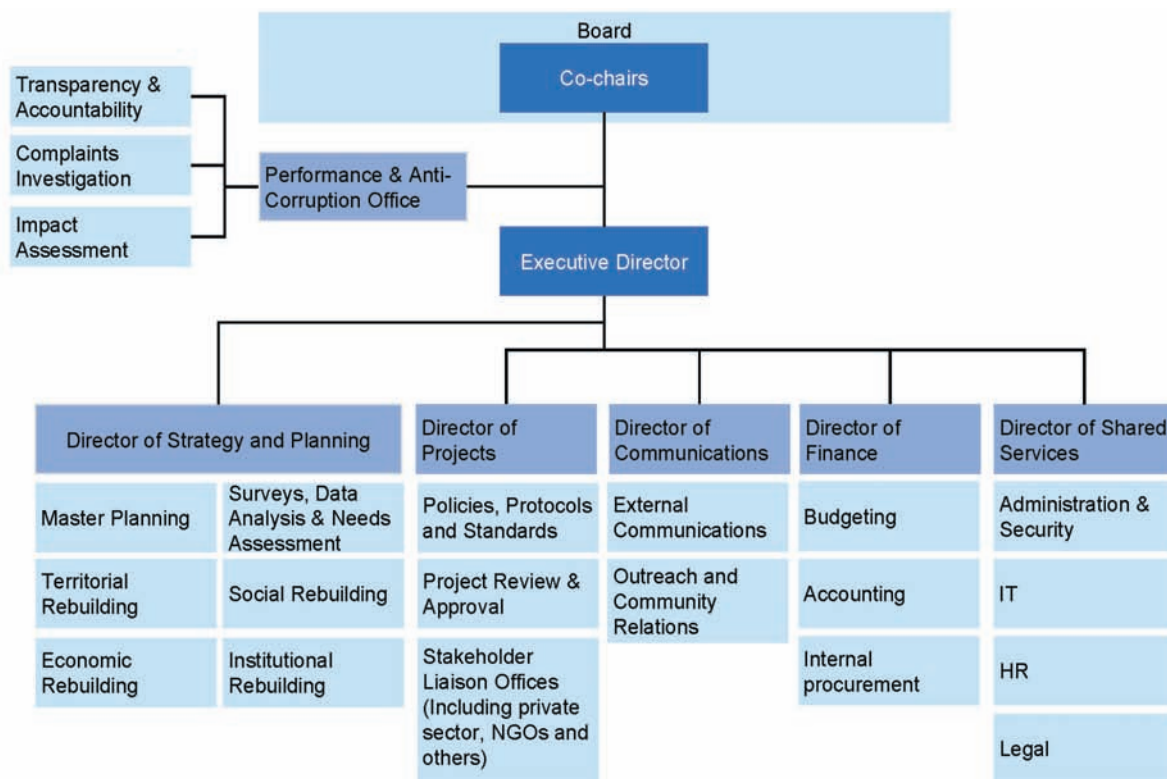 Board
Co-chairs
Transparency &
Accountability
Complaints
Investigation
Impact
Assessment
Performance & Anti-
Corruption Office
Executive Director
Director of Strategy and Planning
Master Planning
Surveys, Data
Analysis & Needs
Assessment
Territorial
Rebuilding
Social Rebuilding
Economic
Rebuilding
Institutional
Rebuilding
Director of
Projects
Policies, Protocols
and Standards
Project Review &
Approval
Stakeholder
Liaison Offices
(Including private
sector, NGOs and
others)
Director of
Communications
External
Communications
Outreach and
Community
Relations
Director of
Finance
Budgeting
Accounting
Internal
procurement
Director of Shared
Services
Administration &
Security
IT
HR
Legal